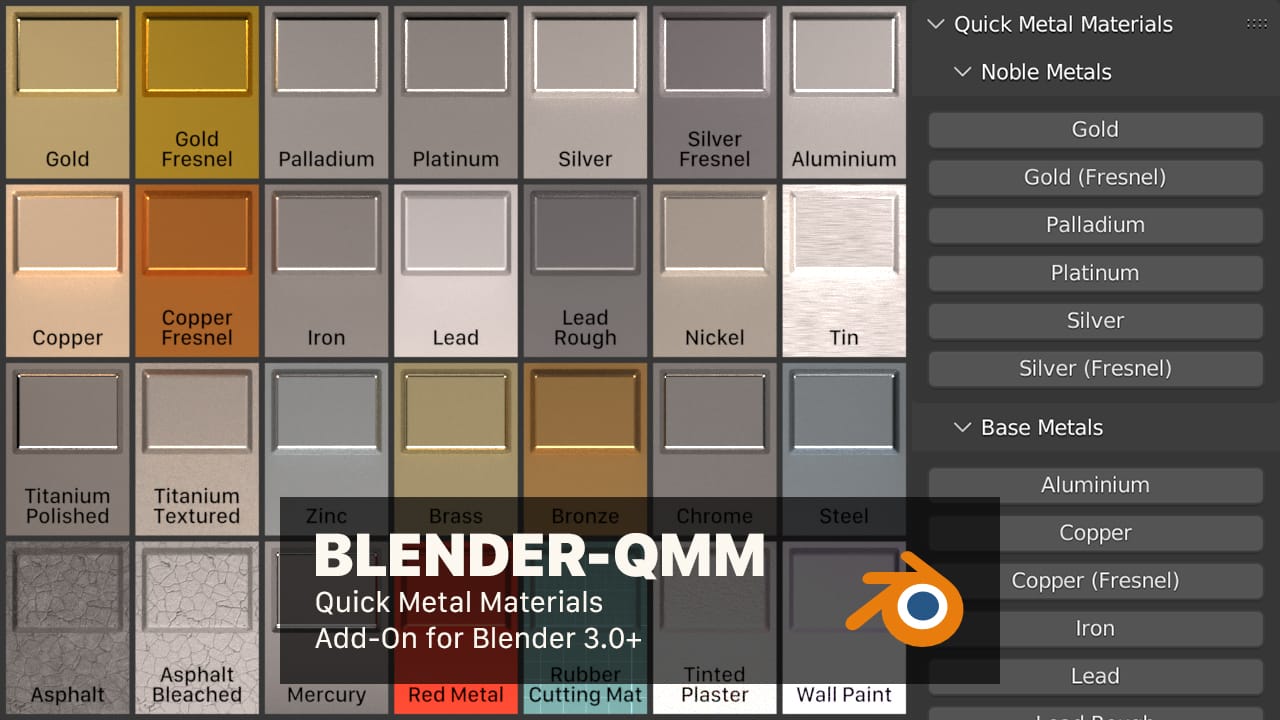 Gold
Gold
Fresnel
Palladium
Platinum
Silver
Silver
Fresnel
Aluminium
Copper
Copper
Fresnel
Iron
Lead
Lead
Rough
Nickel
Tin
Titanium
Polished
Titanium
Textured
Zinc
Brass
Bronze
Chrome
Steel
Asphalt
Asphalt
Bleached
Mercury
Red Metal
Rubber
Cutting Mat
Tinted
Plaster
Wall Paint
BLENDER-QMM
Quick Metal Materials
Add-On for Blender 3.0+
Quick Metal Materials
Noble Metals
Gold
Gold (Fresnel)
Palladium
Platinum
Silver
Silver (Fresnel)
Base Metals
Aluminium
Copper
Copper (Fresnel)
Iron
Lead
Lead Rough